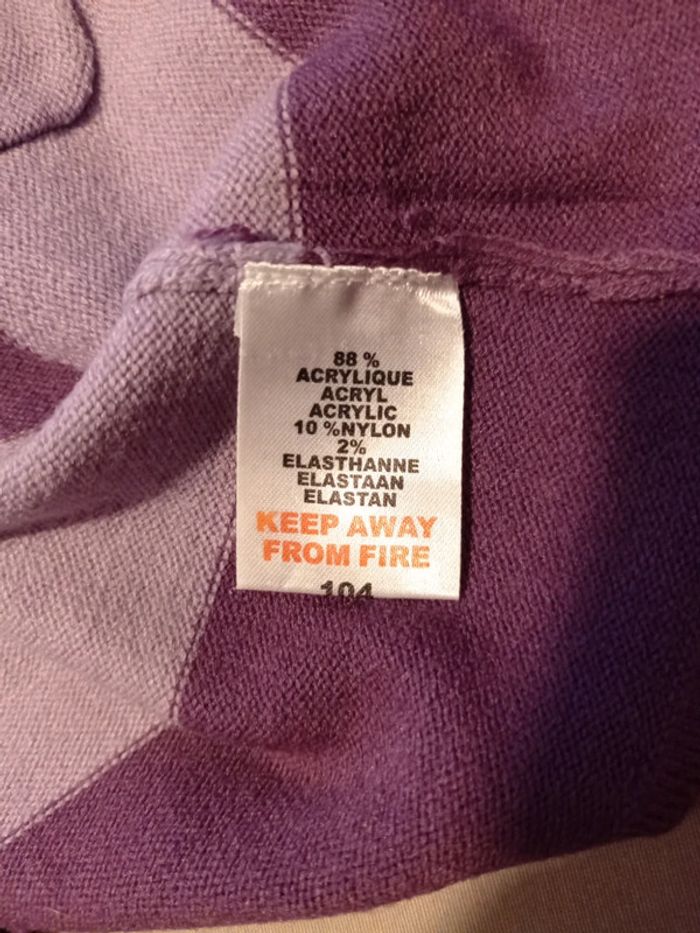 88 %
ACRYLIQUE
ACRYL
ACRYLIC
10 %NYLON
2%
ELASTHANNE
ELASTAAN
ELASTAN
KEEP AWAY
FROM FIRE
104